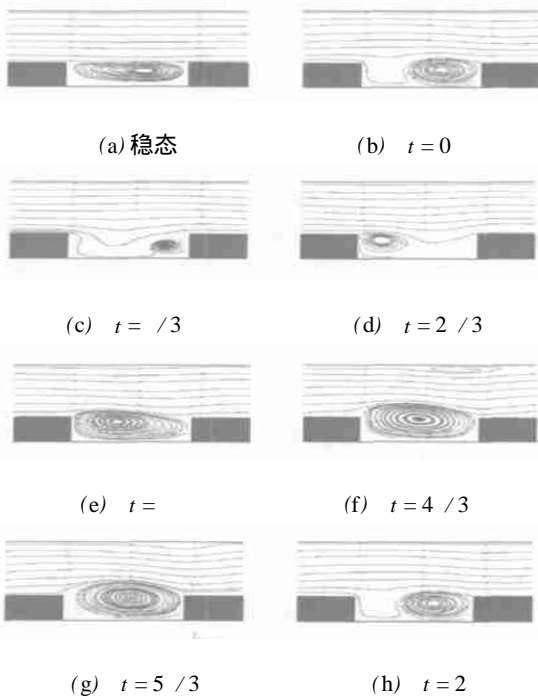 (a) 稳态
(b) t = 0
(c) t = /3
(d) t = 2 /3
(e) t =
(f) t = 4 /3
(g) t = 5 /3
(h) t = 2